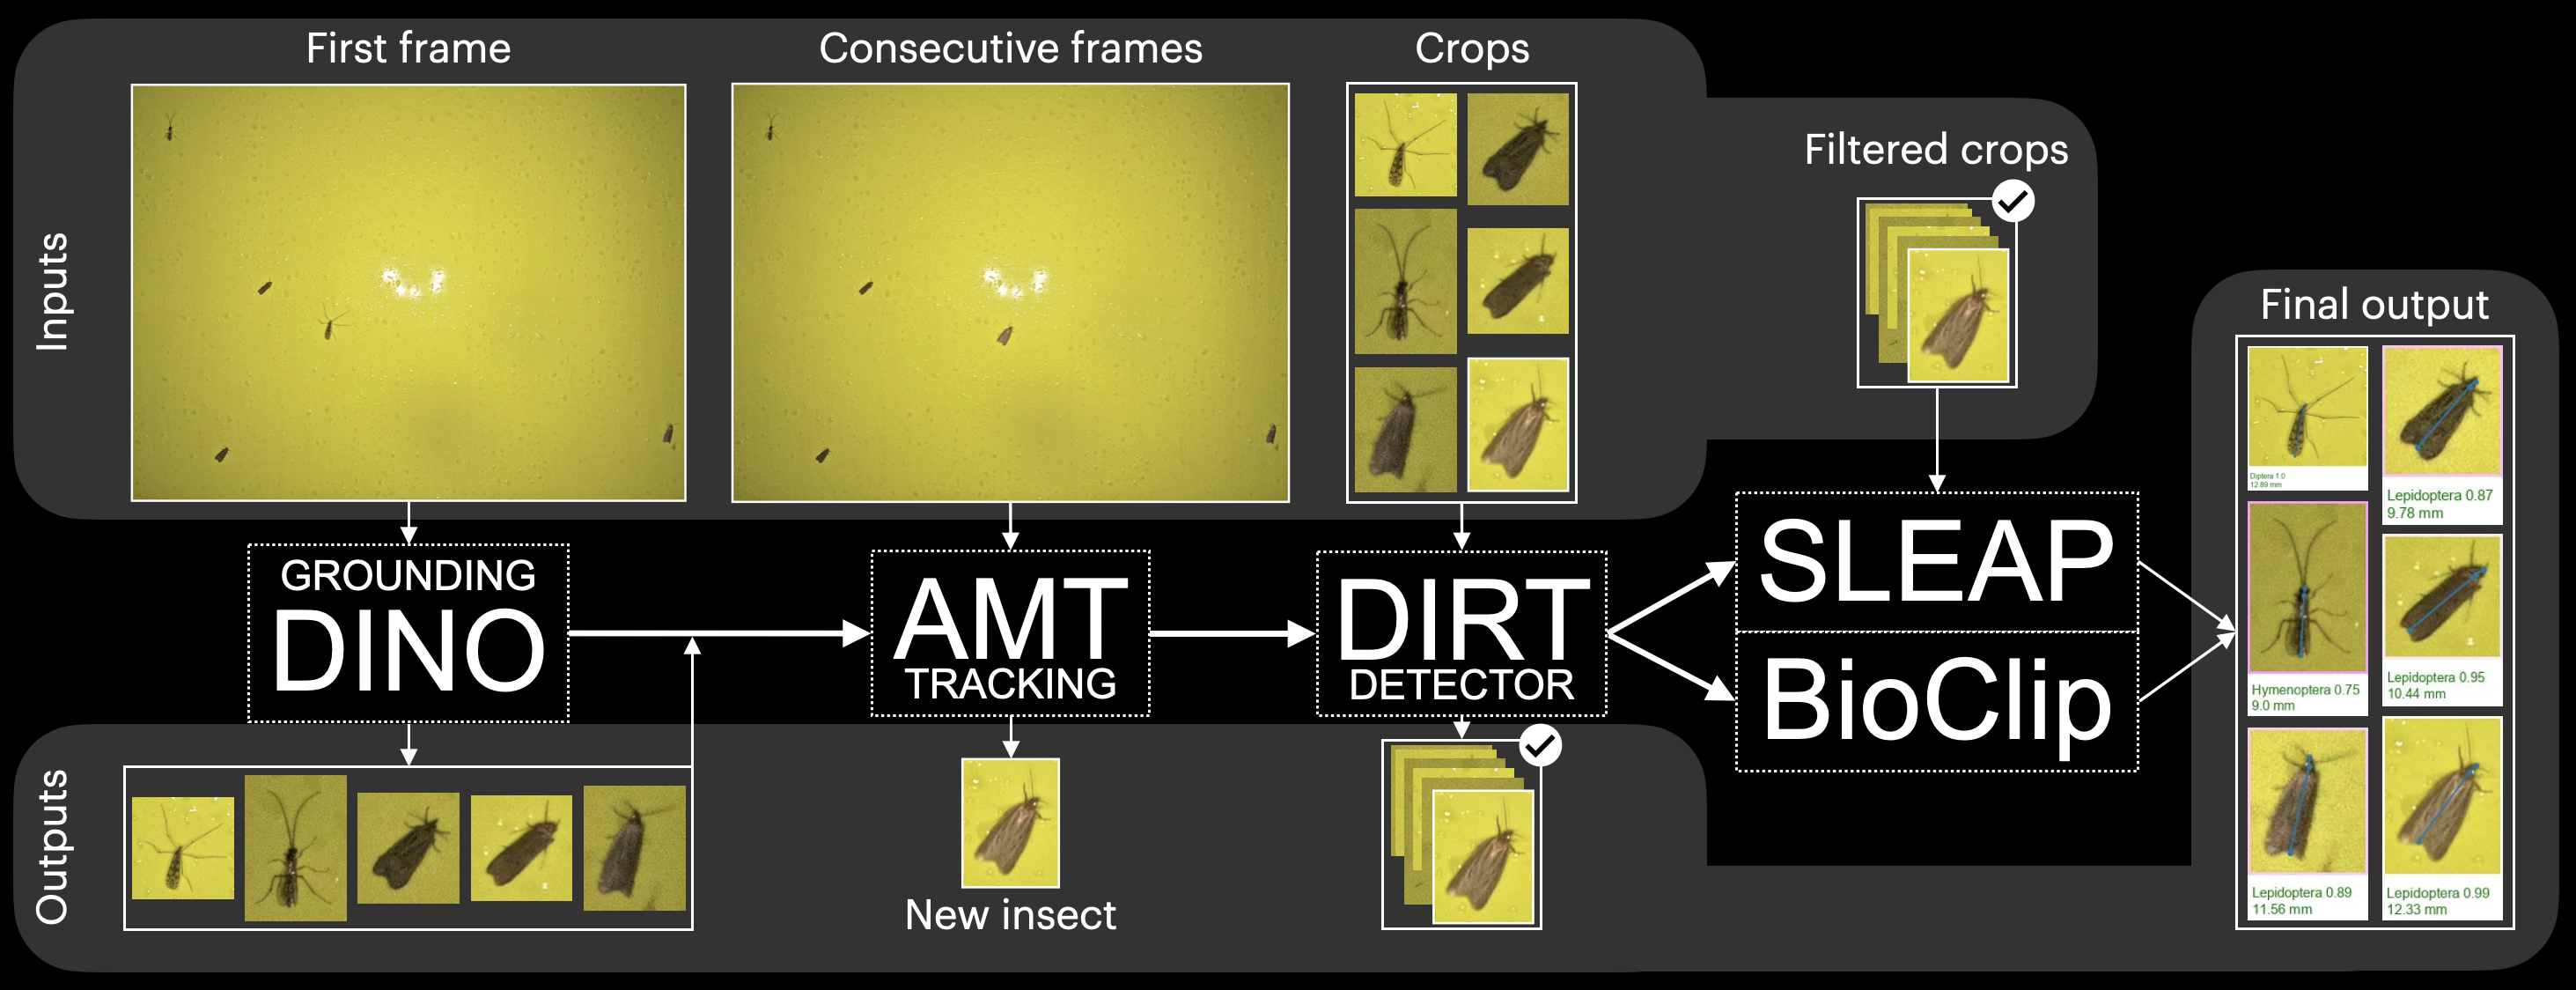 First frame
Consecutive frames
Crops
Filtered crops
Final output
Inputs
GROUNDING
DINO
AMT
TRACKING
DIRT
DETECTOR
SLEAP
BioClip
Outputs
New insect
Diptera 1.0
12.89 mm
Lepidoptera 0.87
9.78 mm
Hymenoptera 0.75
9.0 mm
Lepidoptera 0.95
10.44 mm
Lepidoptera 0.89
11.56 mm
Lepidoptera 0.99
12.33 mm